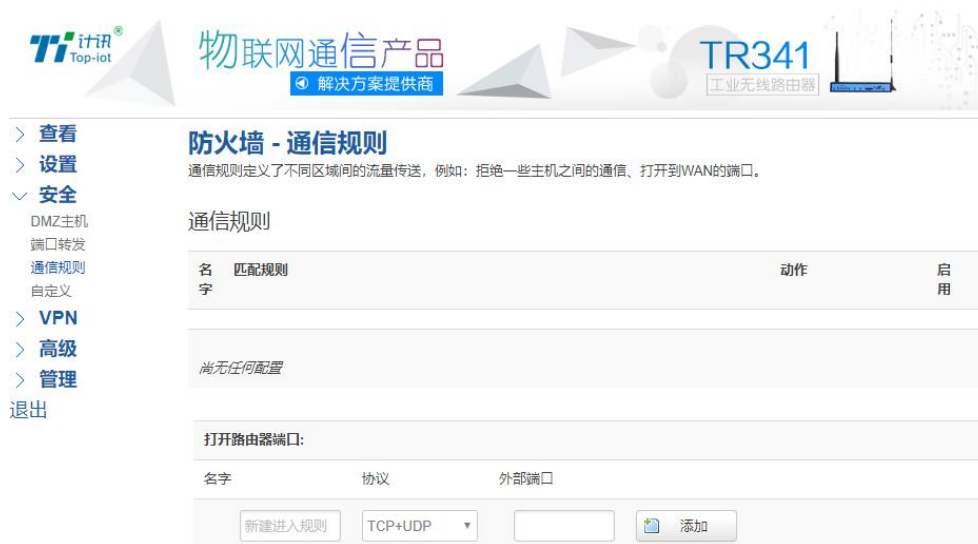 计讯®
Top-iot
物联网通信产品
解决方案提供商
TR341
工业无线路由器
查看
设置
安全
DMZ主机
端口转发
通信规则
自定义
VPN
高级
管理
退出
防火墙 - 通信规则
通信规则定义了不同区域间的流量传送，例如：拒绝一些主机之间的通信、打开到WAN的端口。
通信规则
名字 匹配规则 动作 启用
尚无任何配置
打开路由器端口:
名字 协议 外部端口
新建进入规则 TCP+UDP 添加